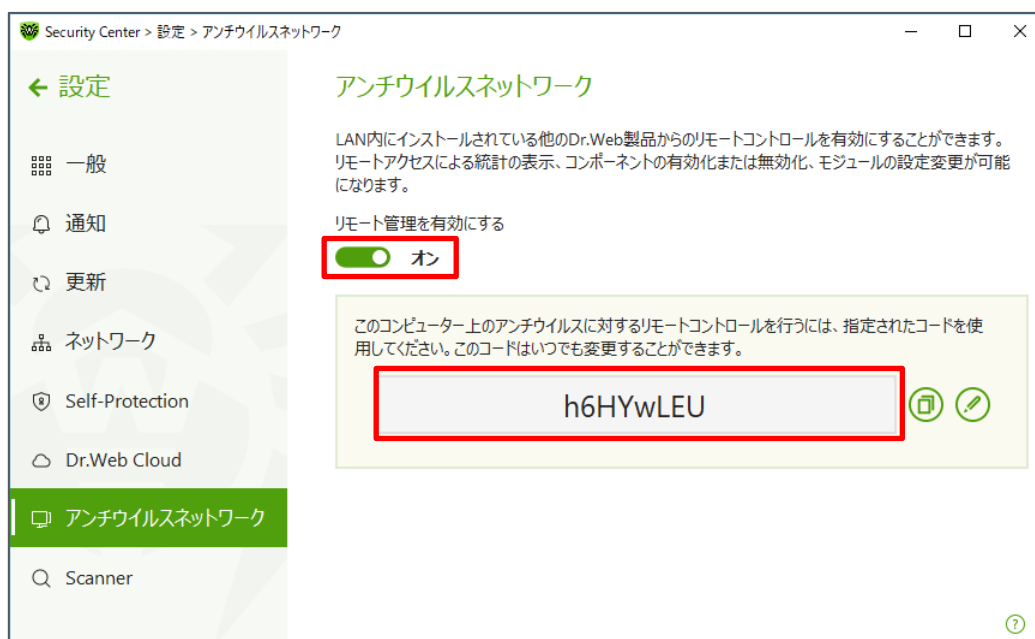 Security Center > 設定 > アンチウイルスネットワーク
設定
一般
通知
更新
ネットワーク
Self-Protection
Dr.Web Cloud
アンチウイルスネットワーク
Scanner
アンチウイルスネットワーク
LAN内にインストールされている他のDr.Web製品からのリモートコントロールを有効にすることができます。
リモートアクセスによる統計の表示、コンポーネントの有効化または無効化、モジュールの設定変更が可能
になります。
リモート管理を有効にする
オン
このコンピューター上のアンチウイルスに対するリモートコントロールを行うには、指定されたコードを使
用してください。このコードはいつでも変更することができます。
h6HYwLEU
?